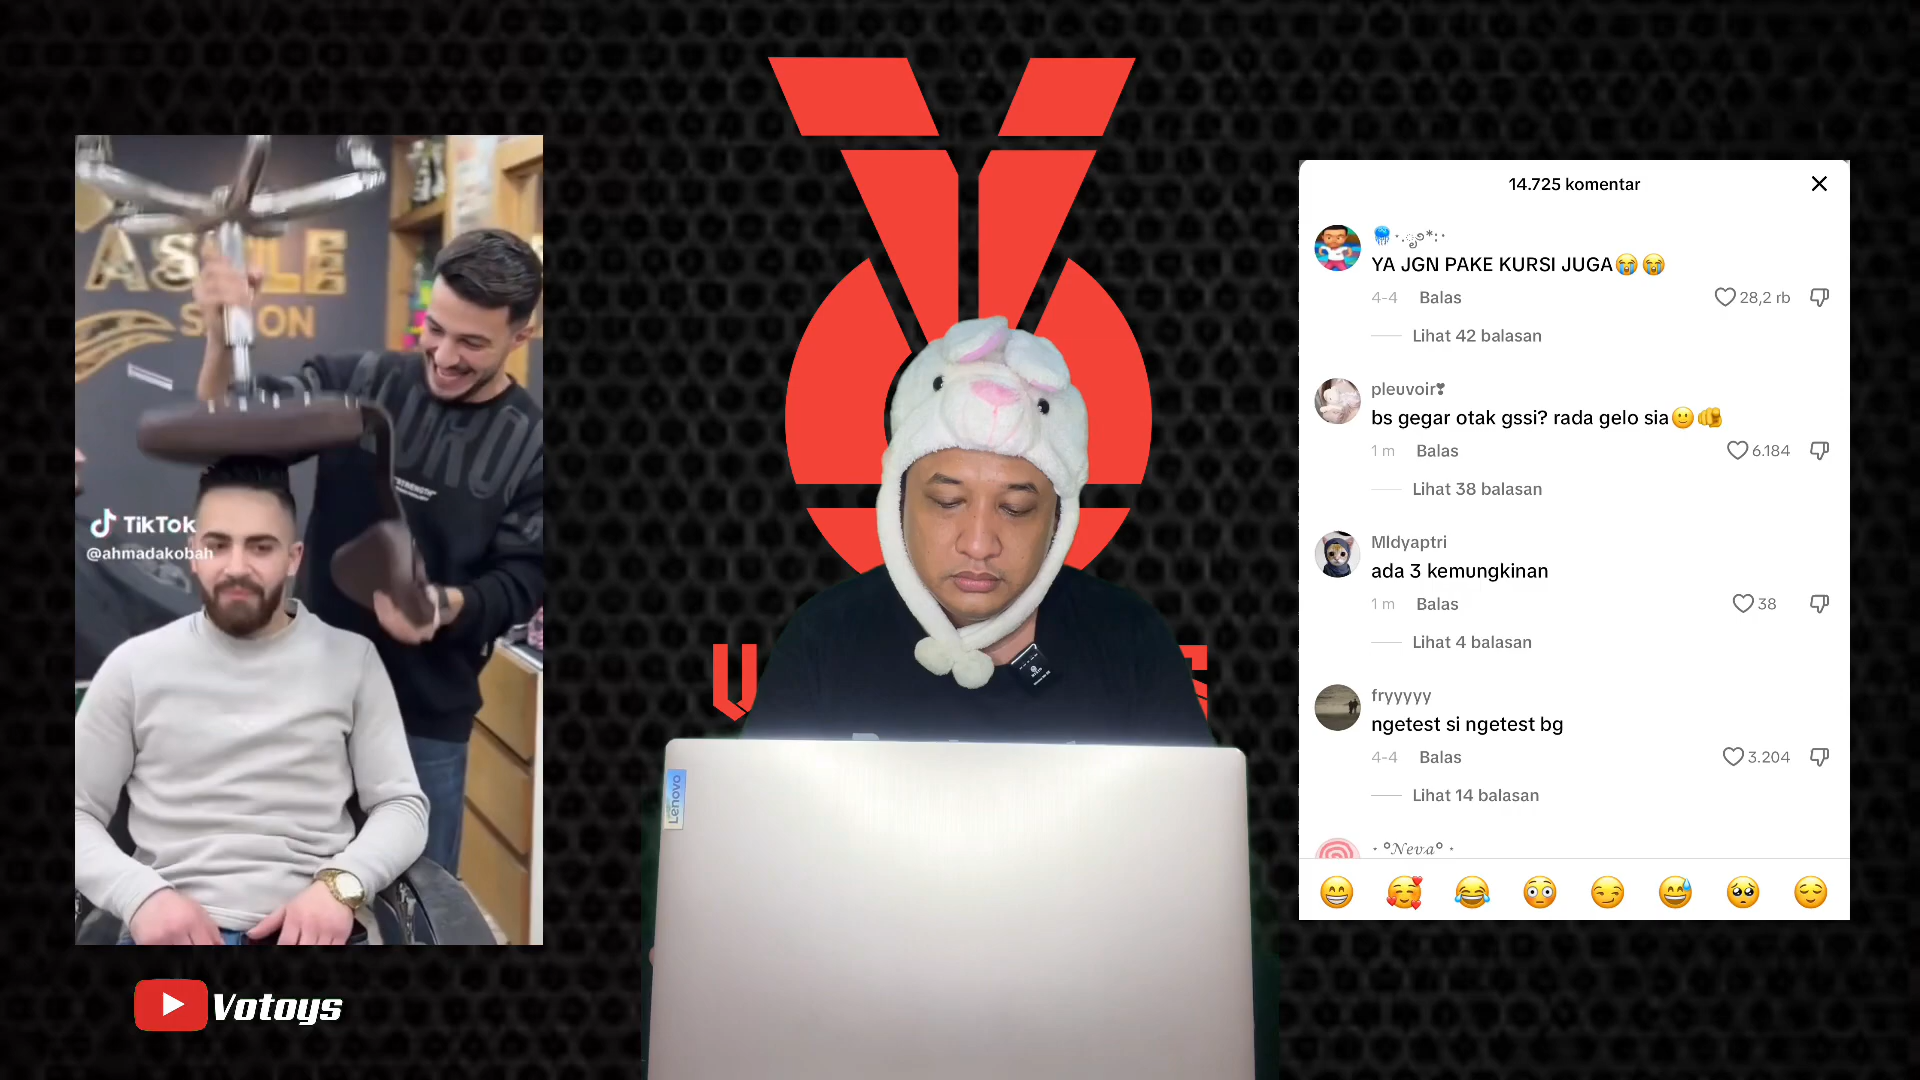 SALON
TikTok
@ahmadakobah
Votoys
Lenovo
14.725 komentar
YA JGN PAKE KURSI JUGA😭😭
4-4 Balas 28,2 rb
Lihat 42 balasan
pleuvoir❣
bs gegar otak gssi? rada gelo sia🙂🫵
1 m Balas 6.184
Lihat 38 balasan
Mldyaptri
ada 3 kemungkinan
1 m Balas 38
Lihat 4 balasan
fryyyyy
ngetest si ngetest bg
4-4 Balas 3.204
Lihat 14 balasan
· °𝓝𝓮𝓿𝓪° ·